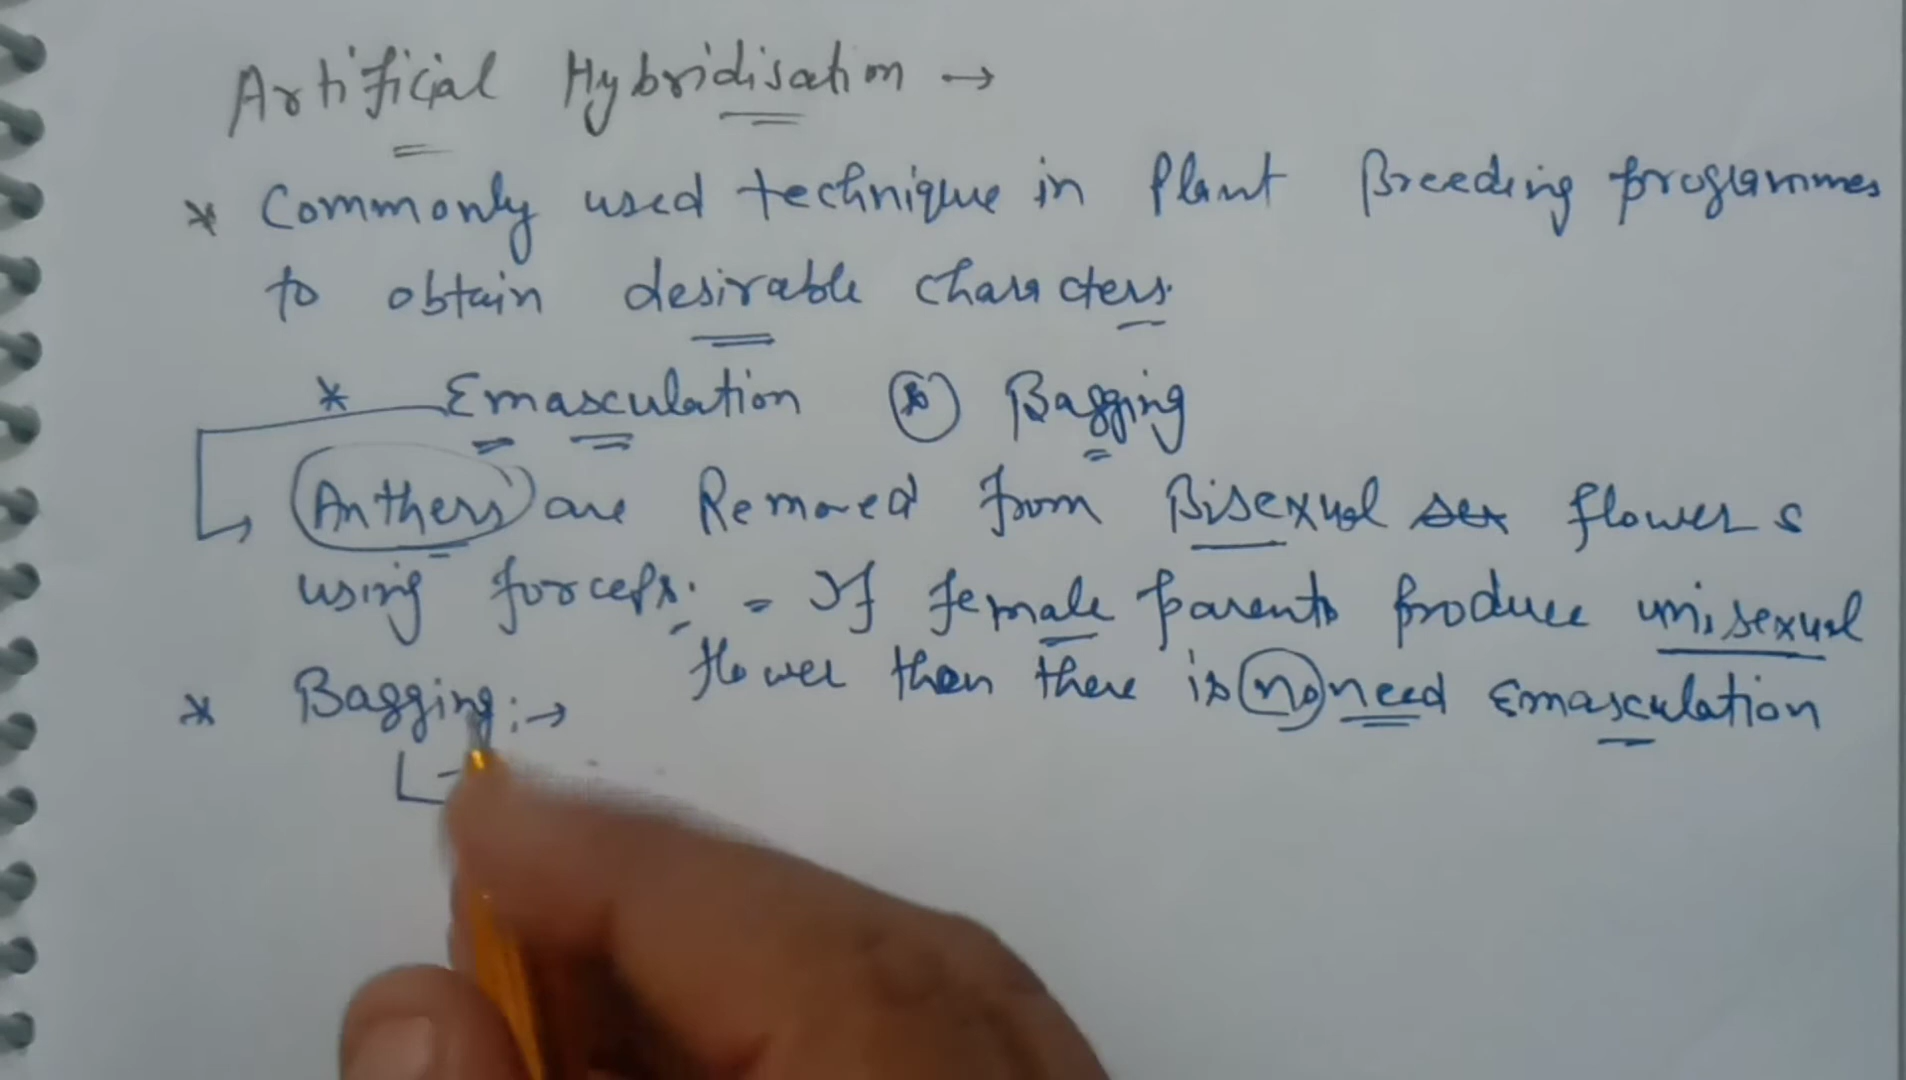 Artificial Hybridisation →
* Commonly used technique in Plant Breeding programmes
to obtain desirable characters.
* Emasculation * Bagging
Anthers are Removed from Bisexual sex flowers
using forceps. = If female parents produce unisexual
flower then there is no need Emasculation
* Bagging :→